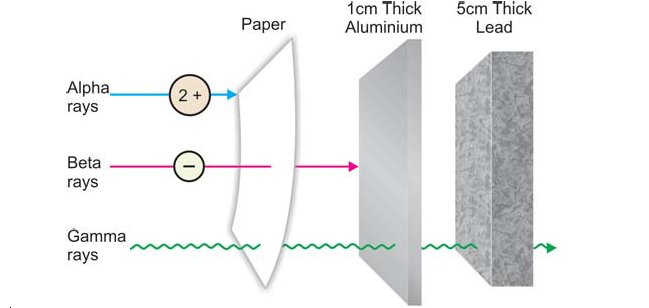 Paper
1cm Thick
Aluminium
5cm Thick
Lead
Alpha
rays
2 +
Beta
rays
−
Gamma
rays